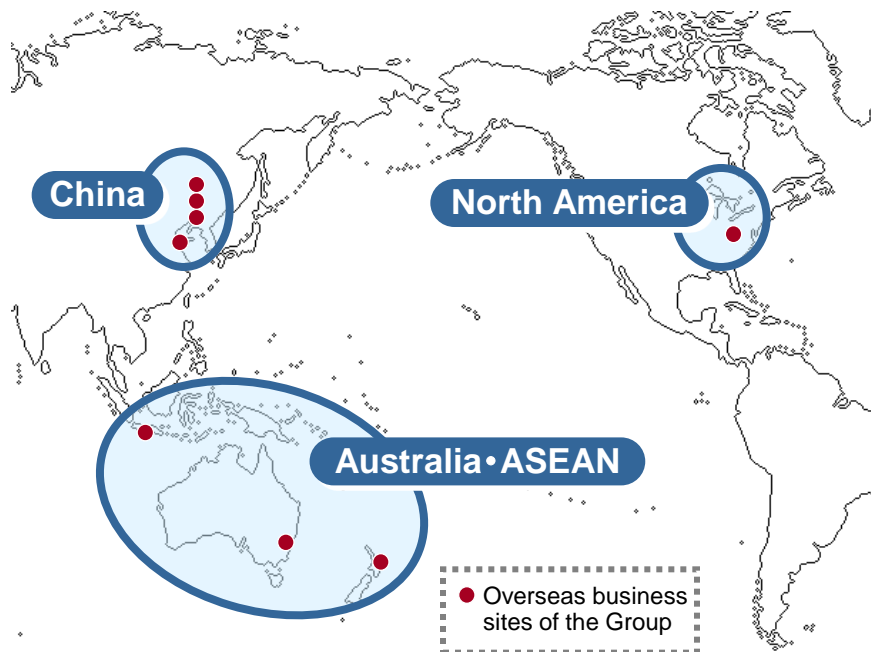 China
North America
Australia•ASEAN
Overseas business
sites of the Group